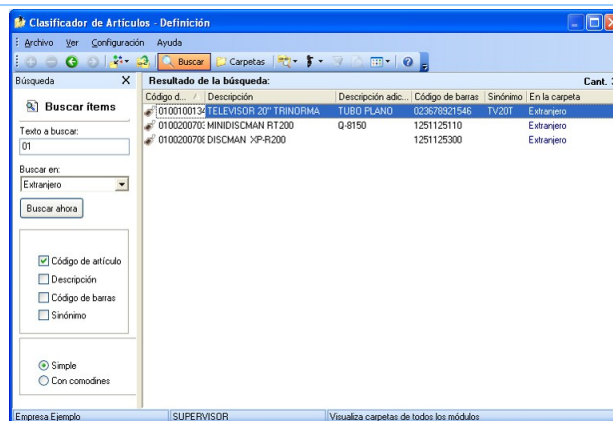 Clasificador de Artículos - Definición
Archivo Ver Configuración Ayuda
Buscar Carpetas
Búsqueda X
Resultado de la búsqueda: Cant.
Código d... Descripción Descripción adic... Código de barras Sinónimo En la carpeta
0100100134 TELEVISOR 20" TRINORMA TUBO PLANO 023678921546 TV20T Extranjero
MINIDISCMAN RT200 Q-8150 1251125110 Extranjero
DISCMAN XP-R200 1251125300 Extranjero
Buscar ítems
Texto a buscar:
01
Buscar en:
Extranjero
Buscar ahora
Código de artículo
Descripción
Código de barras
Sinónimo
Simple
Con comodines
Empresa Ejemplo SUPERVISOR Visualiza carpetas de todos los módulos